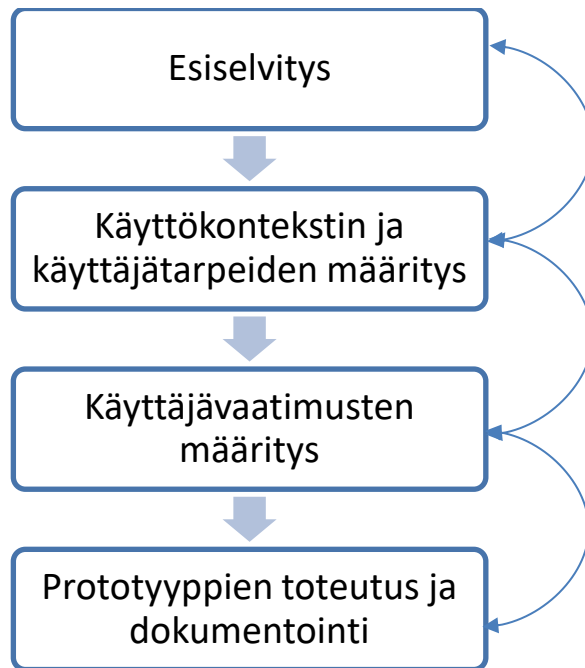 Esiselvitys
Käyttökontekstin ja
käyttäjätarpeiden määritys
Käyttäjävaatimusten
määritys
Prototyyppien toteutus ja
dokumentointi